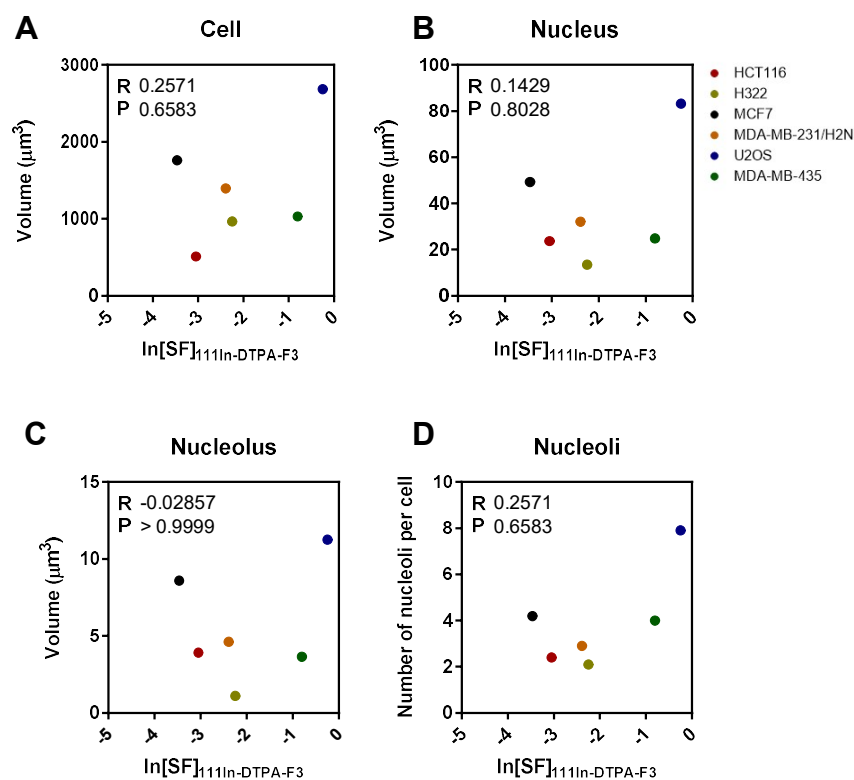 A
Cell
Volume (μm3)
3000
2000
1000
0
R 0.2571
P 0.6583
-5 -4 -3 -2 -1 0
ln[SF]111In-DTPA-F3
B
Nucleus
Volume (μm3)
100
80
60
40
20
0
R 0.1429
P 0.8028
-5 -4 -3 -2 -1 0
ln[SF]111In-DTPA-F3
HCT116
H322
MCF7
MDA-MB-231/H2N
U2OS
MDA-MB-435
C
Nucleolus
Volume (μm3)
15
10
5
0
R -0.02857
P > 0.9999
-5 -4 -3 -2 -1 0
ln[SF]111In-DTPA-F3
D
Nucleoli
Number of nucleoli per cell
10
8
6
4
2
0
R 0.2571
P 0.6583
-5 -4 -3 -2 -1 0
ln[SF]111In-DTPA-F3